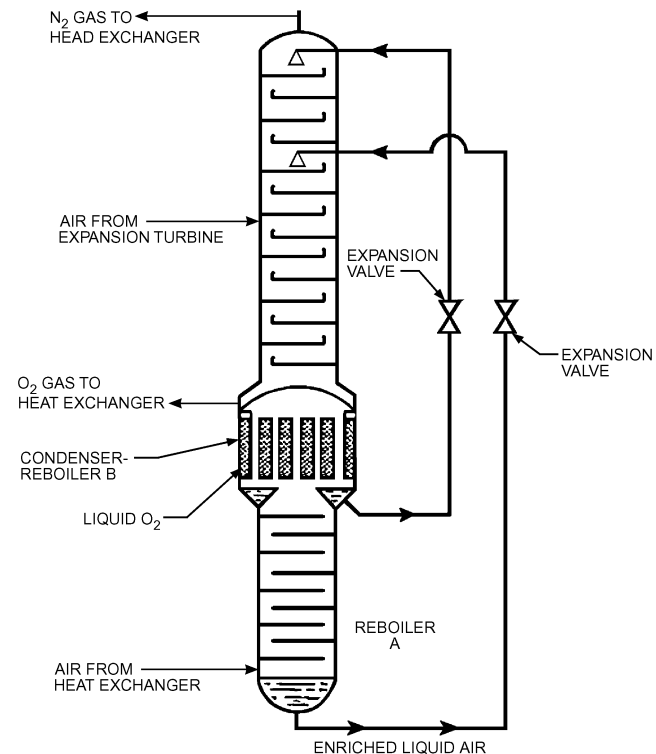 N2 GAS TO
HEAD EXCHANGER
AIR FROM
EXPANSION TURBINE
EXPANSION
VALVE
EXPANSION
VALVE
O2 GAS TO
HEAT EXCHANGER
CONDENSER-
REBOILER B
LIQUID O2
REBOILER
A
AIR FROM
HEAT EXCHANGER
ENRICHED LIQUID AIR